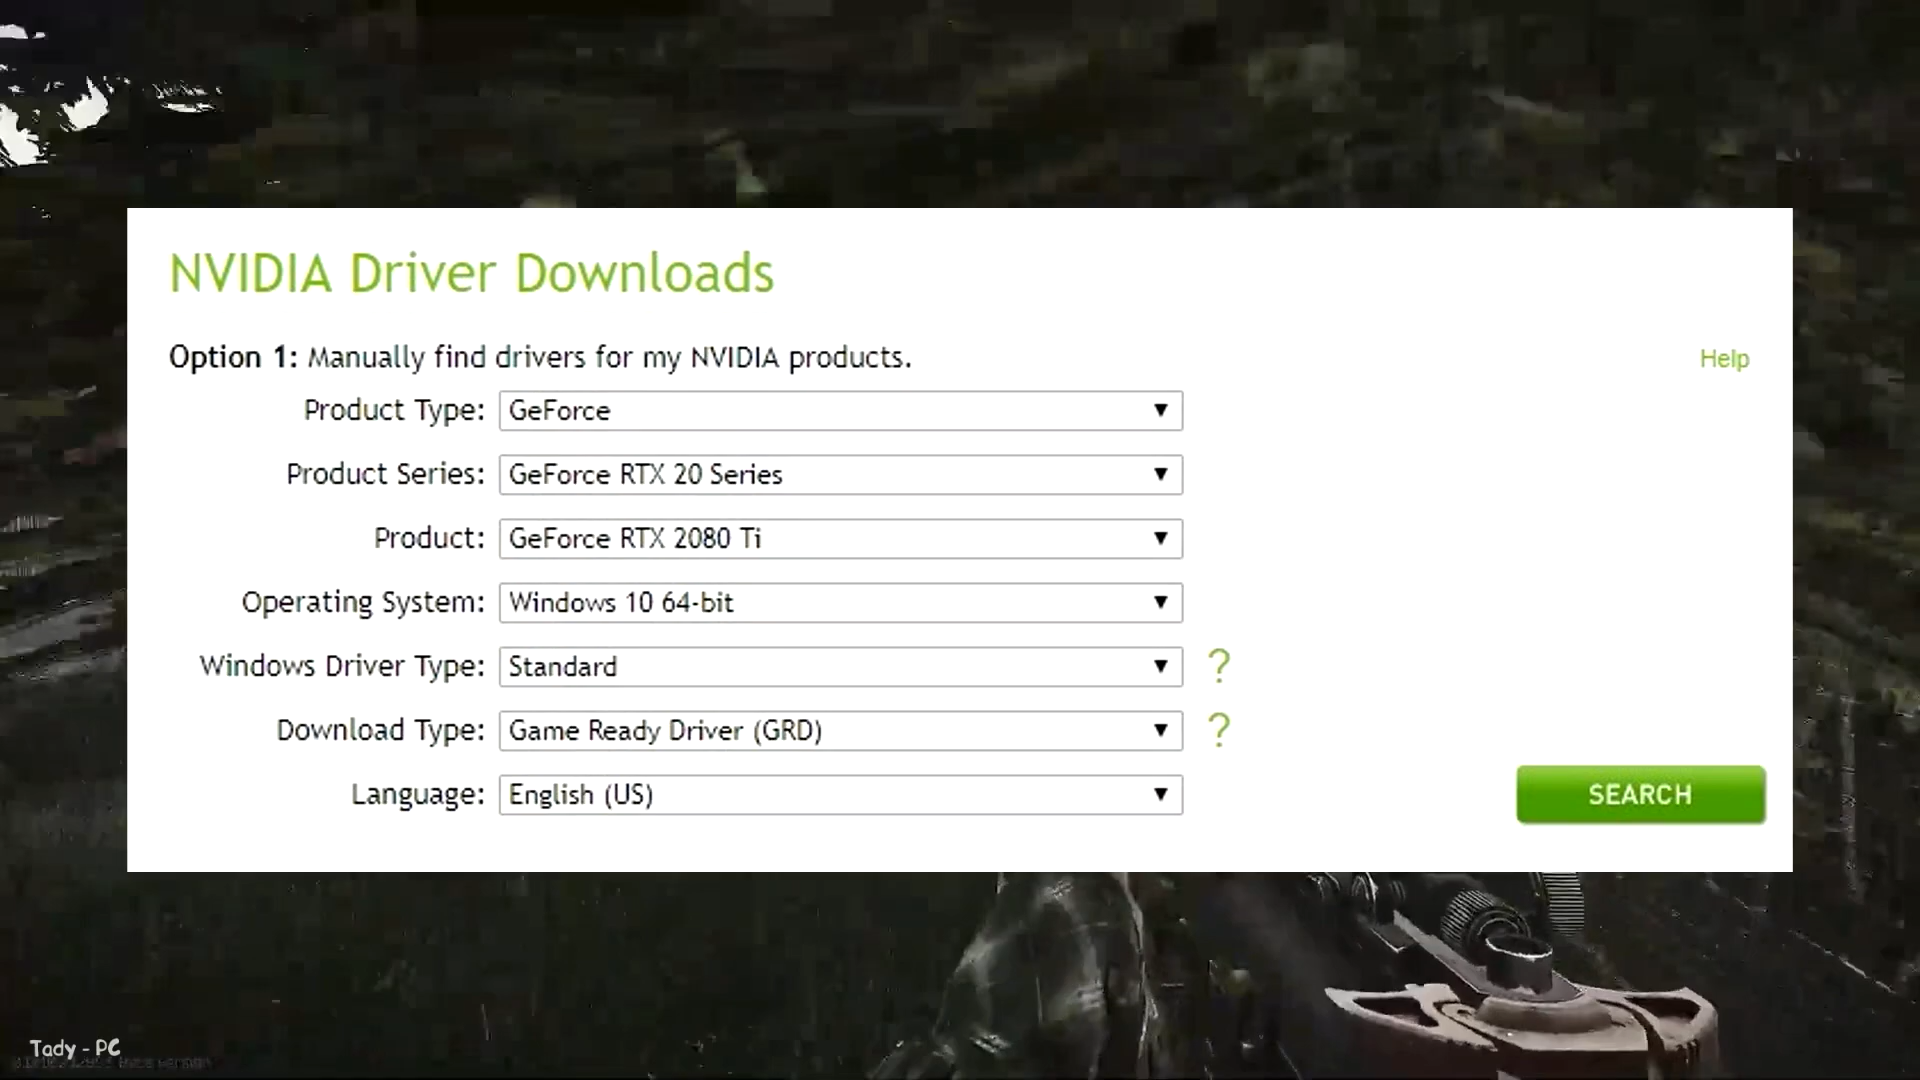 NVIDIA Driver Downloads
Option 1: Manually find drivers for my NVIDIA products.
Help
Product Type: GeForce
Product Series: GeForce RTX 20 Series
Product: GeForce RTX 2080 Ti
Operating System: Windows 10 64-bit
Windows Driver Type: Standard ?
Download Type: Game Ready Driver (GRD) ?
Language: English (US)
SEARCH
Tady - PC